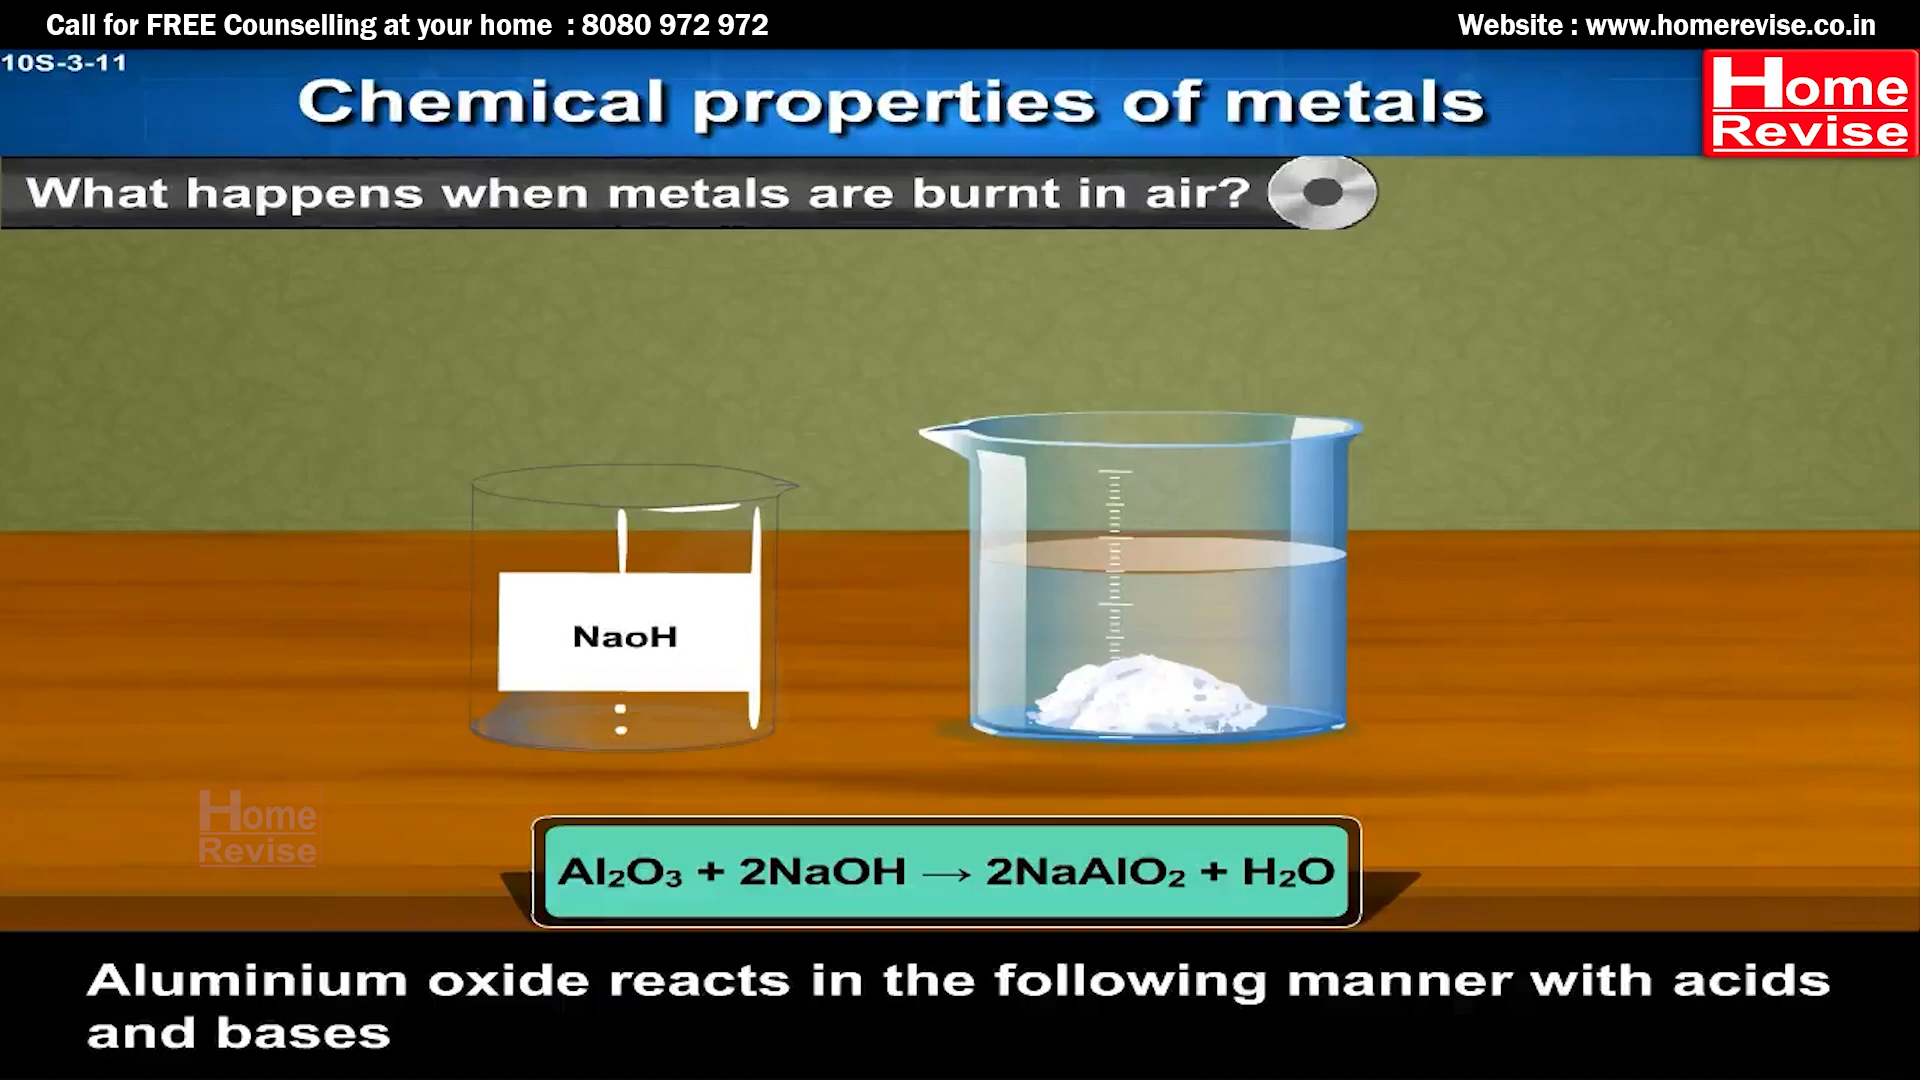 Call for FREE Counselling at your home : 8080 972 972
Website : www.homerevise.co.in
10S-3-11
Chemical properties of metals
Home
Revise
What happens when metals are burnt in air?
NaoH
Home
Revise
Al₂O₃ + 2NaOH → 2NaAlO₂ + H₂O
Aluminium oxide reacts in the following manner with acids
and bases